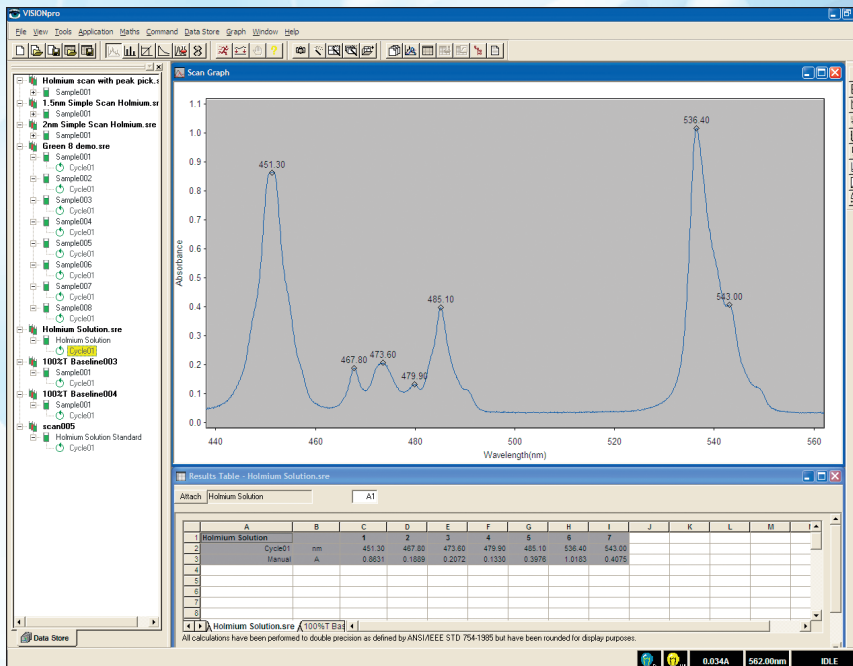 VISIONpro
File View Tools Application Maths Command Data Store Graph Window Help
Holmium scan with peak pick.s
Sample001
1.5nm Simple Scan Holmium.sr
Sample001
2nm Simple Scan Holmium.sre
Sample001
Green 8 demo.sre
Sample001
Cycle01
Sample002
Cycle01
Sample003
Cycle01
Sample004
Cycle01
Sample005
Cycle01
Sample006
Cycle01
Sample007
Cycle01
Sample008
Cycle01
Holmium Solution.sre
Holmium Solution
Cycle01
100%T Baseline003
Sample001
Cycle01
100%T Baseline004
Sample001
Cycle01
scan005
Holmium Solution Standard
Cycle01
Data Store
Scan Graph
1.1
1.0
0.9
0.8
0.7
0.6
0.5
0.4
0.3
0.2
0.1
0.0
Absorbance
451.30
467.80
473.60
479.90
485.10
536.40
543.00
440 460 480 500 520 540 560
Wavelength(nm)
Results Table - Holmium Solution.sre
Attach Holmium Solution A1
A B C D E F G H I J K L M
1 Holmium Solution 1 2 3 4 5 6 7
2 Cycle01 nm 451.30 467.80 473.60 479.90 485.10 536.40 543.00
3 Manual A 0.8631 0.1889 0.2072 0.1330 0.3976 1.0183 0.4075
4
5
6
7
8
Holmium Solution.sre 100%T Bas
All calculations have been performed to double precision as defined by ANSI/IEEE STD 754-1985 but have been rounded for display purposes.
0.034A 562.00nm IDLE